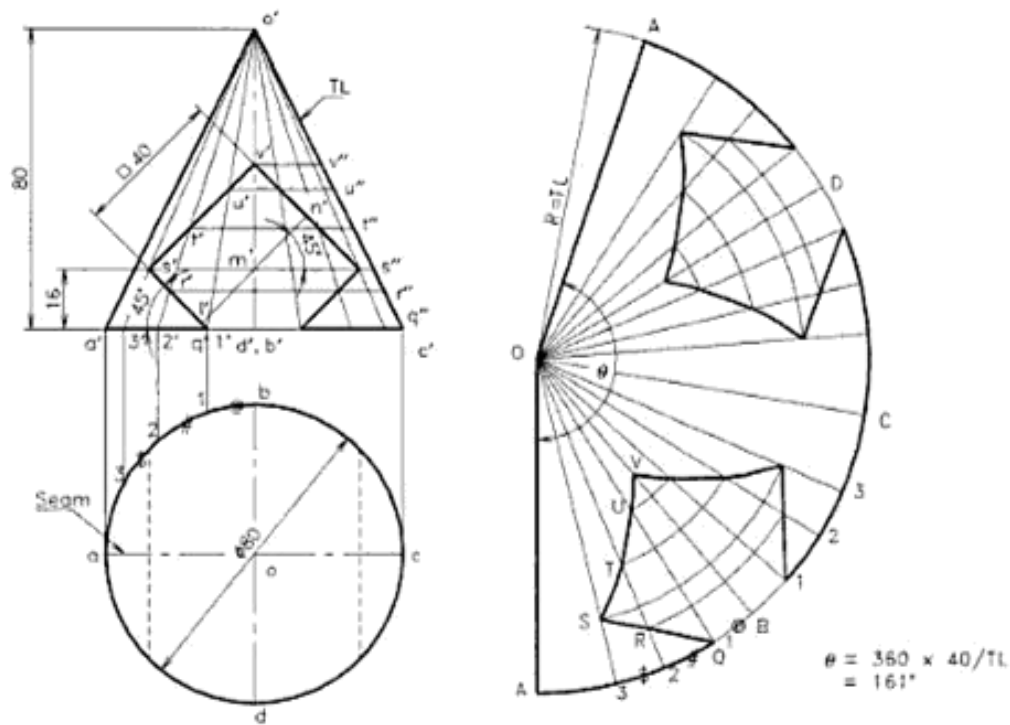 o'
TL
□ 40
80
v'
v"
u'
u"
n'
t'
t"
45°
s'
m'
s"
16
r'
r"
45°
q"
a'
3'
2'
q'
1'
d', b'
c'
b
1
2
3
Seam
a
ø80
o
c
d
A
R=TL
D
O
θ
C
V
3
U
2
T
1
S
R
B
Q
1
2
3
A
θ = 360 x 40/TL
= 161°